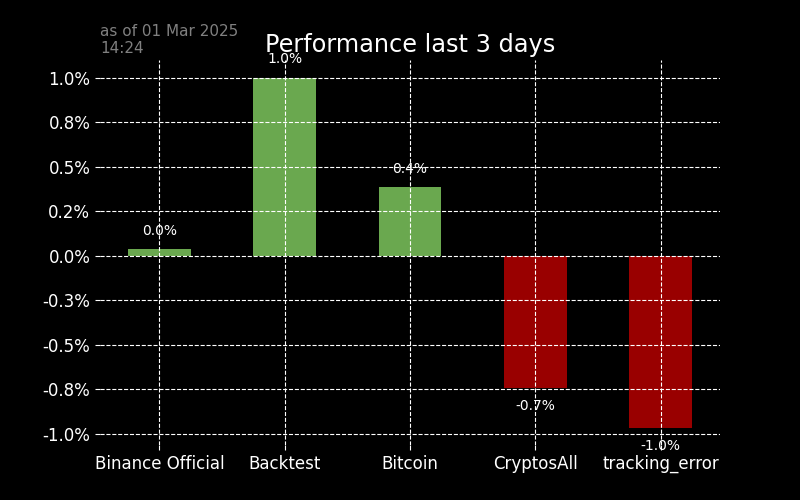 as of 01 Mar 2025
14:24
Performance last 3 days
1.0%
1.0%
0.8%
0.5%
0.4%
0.2%
0.0%
0.0%
-0.3%
-0.5%
-0.8%
-0.7%
-1.0%
-1.0%
Binance Official
Backtest
Bitcoin
CryptosAll
tracking_error